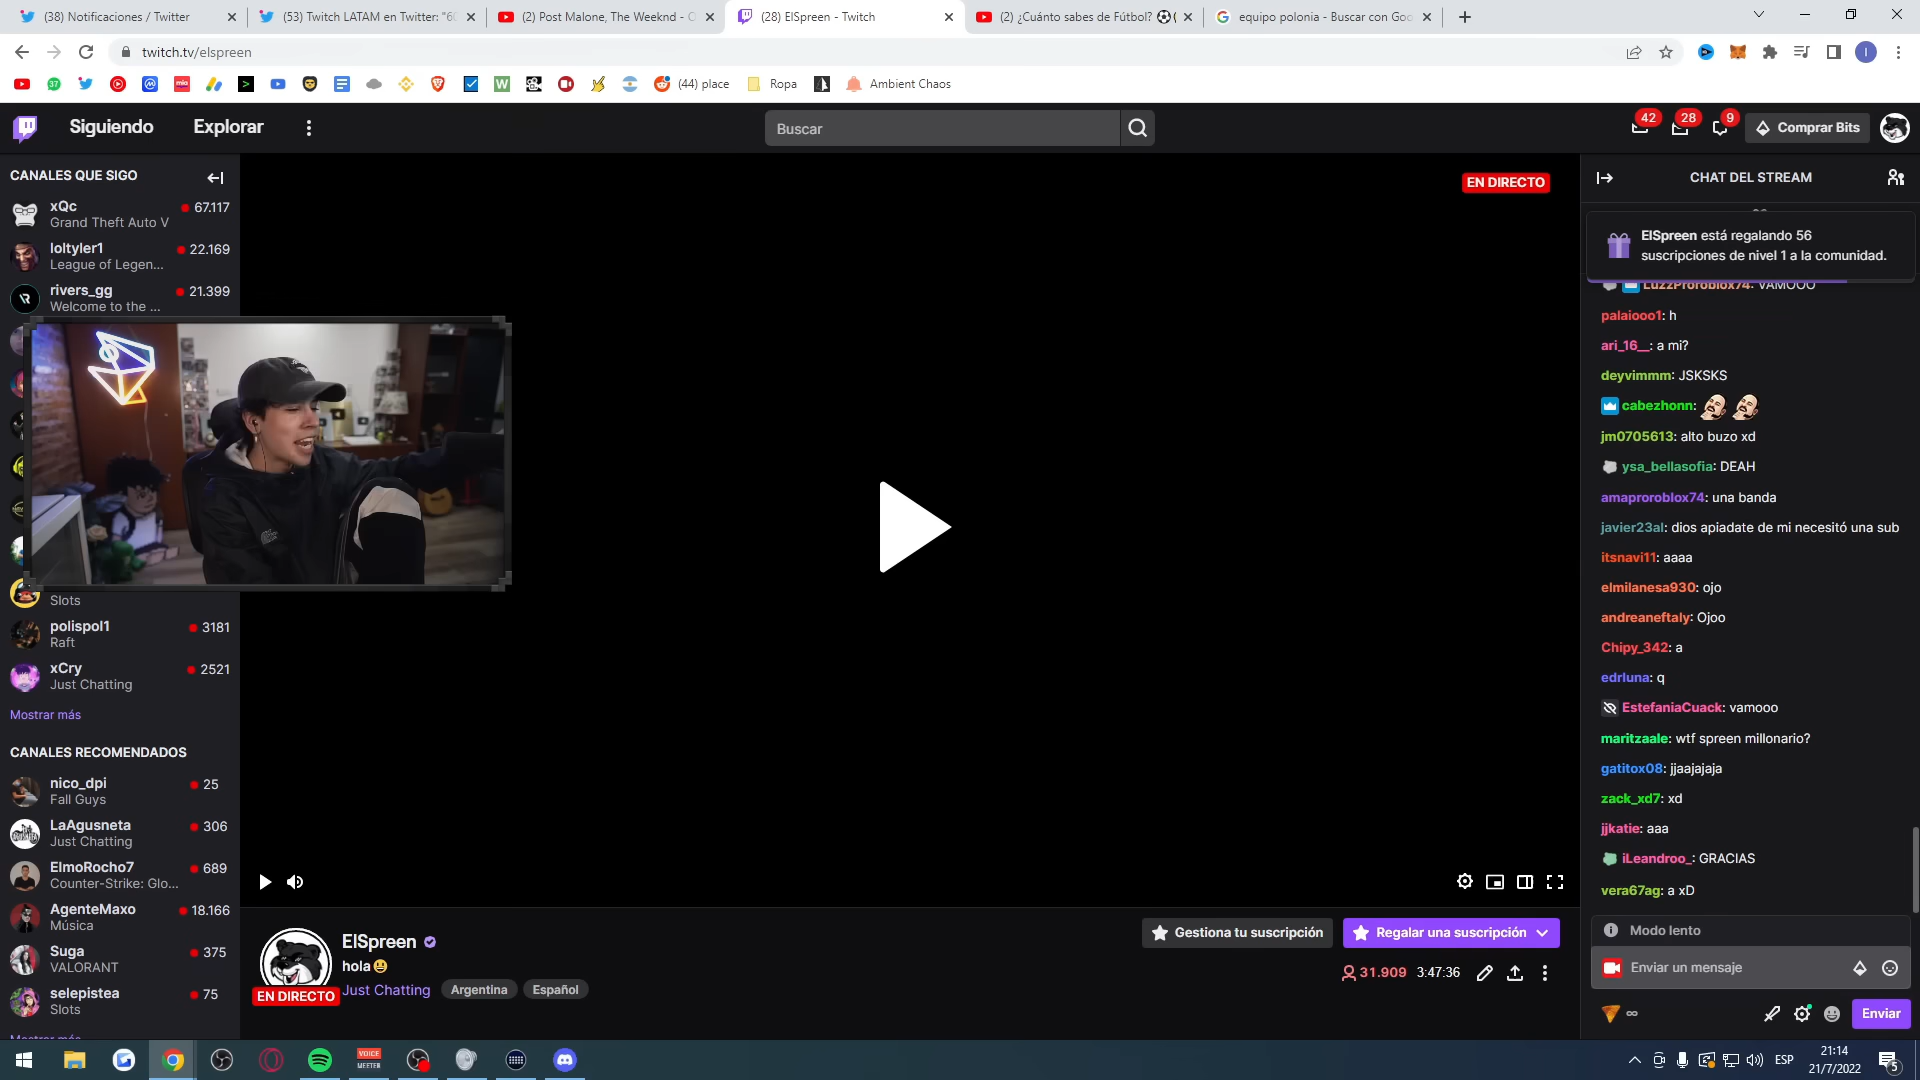 (38) Notificaciones / Twitter
(53) Twitch LATAM en Twitter: "60
(2) Post Malone, The Weeknd - O
(28) ElSpreen - Twitch
(2) ¿Cuánto sabes de Fútbol? ⚽(
equipo polonia - Buscar con Goo
twitch.tv/elspreen
(44) place
Ropa
Ambient Chaos
Siguiendo
Explorar
Buscar
42
28
9
Comprar Bits
CANALES QUE SIGO
xQc
67.117
Grand Theft Auto V
loltyler1
22.169
League of Legen...
rivers_gg
21.399
Welcome to the ...
Slots
polispol1
3181
Raft
xCry
2521
Just Chatting
Mostrar más
CANALES RECOMENDADOS
nico_dpi
25
Fall Guys
LaAgusneta
306
Just Chatting
ElmoRocho7
689
Counter-Strike: Glo...
AgenteMaxo
18.166
Música
Suga
375
VALORANT
selepistea
75
Slots
Mostrar más
EN DIRECTO
ElSpreen
hola😃
EN DIRECTO
Just Chatting
Argentina
Español
Gestiona tu suscripción
Regalar una suscripción
31.909
3:47:36
CHAT DEL STREAM
ElSpreen está regalando 56
suscripciones de nivel 1 a la comunidad.
LuzzProroblox74: VAMOOO
palaiooo1: h
ari_16__: a mi?
deyvimmm: JSKSKS
cabezhonn:
jm0705613: alto buzo xd
ysa_bellasofia: DEAH
amaproroblox74: una banda
javier23al: dios apiadate de mi necesitó una sub
itsnavi11: aaaa
elmilanesa930: ojo
andreaneftaly: Ojoo
Chipy_342: a
edrluna: q
EstefaniaCuack: vamooo
maritzaale: wtf spreen millonario?
gatitox08: jjaajajaja
zack_xd7: xd
jjkatie: aaa
iLeandroo_: GRACIAS
vera67ag: a xD
Modo lento
Enviar un mensaje
∞
Enviar
VOICE
MEETER
ESP
21:14
21/7/2022
5